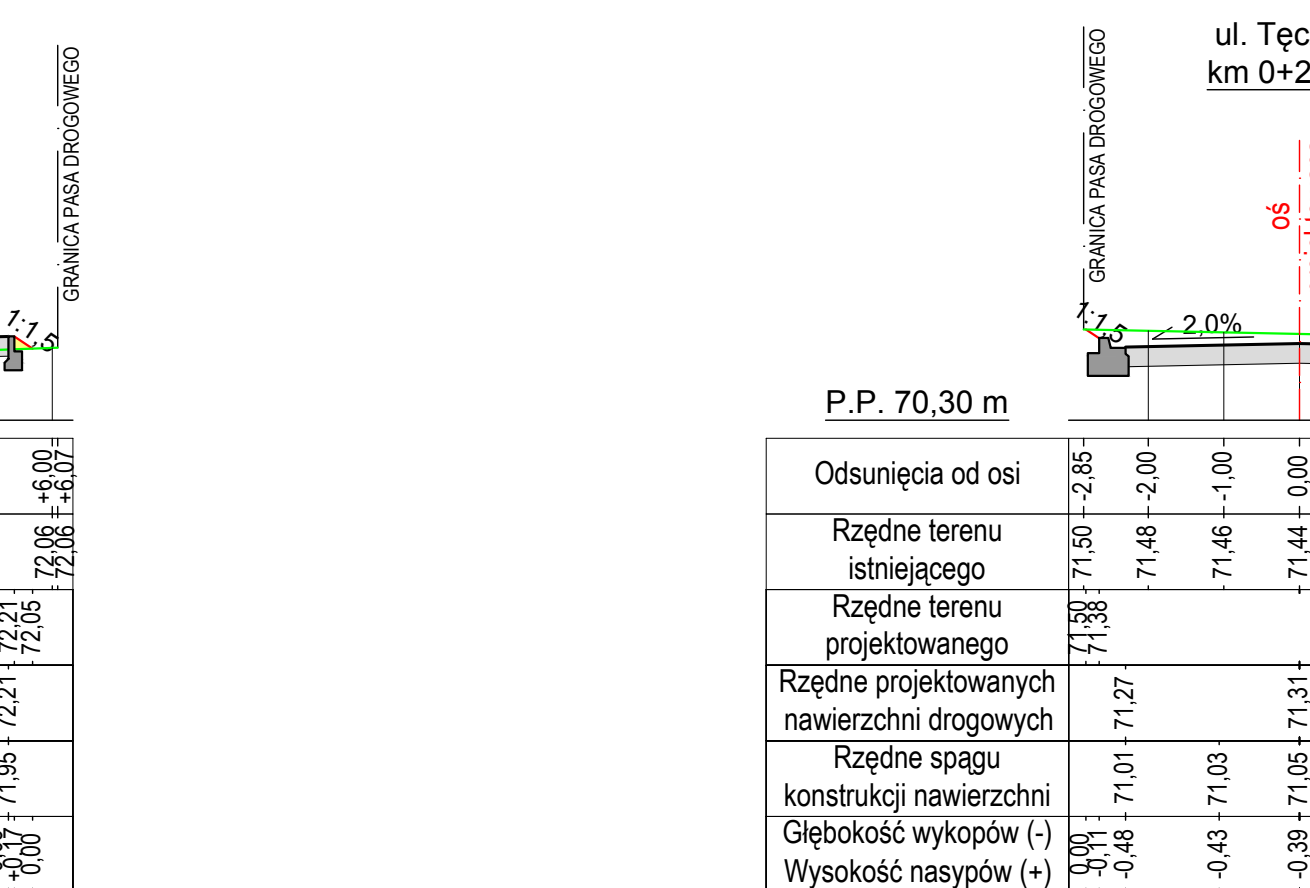 GRANICA PASA DROGOWEGO
1:1,5
+6,00
+6,07
72,06
72,06
72,21
72,05
72,21
71,95
+0,17
0,00
ul. Tęc
km 0+2
GRANICA PASA DROGOWEGO
oś
1:1,5
2,0%
P.P. 70,30 m
Odsunięcia od osi
-2,85
-2,00
-1,00
0,00
Rzędne terenu
istniejącego
71,50
71,48
71,46
71,44
Rzędne terenu
projektowanego
71,50
71,38
Rzędne projektowanych
nawierzchni drogowych
71,27
71,31
Rzędne spągu
konstrukcji nawierzchni
71,01
71,03
71,05
Głębokość wykopów (-)
Wysokość nasypów (+)
0,00
-0,11
-0,48
-0,43
-0,39